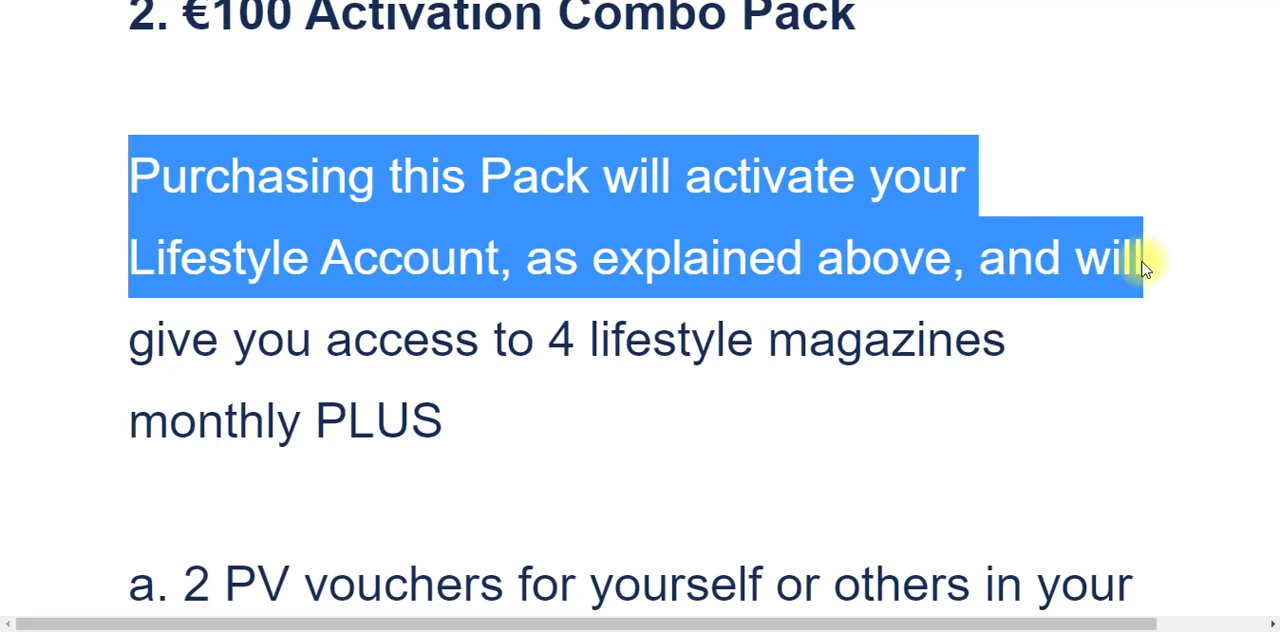 2. €100 Activation Combo Pack
Purchasing this Pack will activate your
Lifestyle Account, as explained above, and will
give you access to 4 lifestyle magazines
monthly PLUS
a. 2 PV vouchers for yourself or others in your